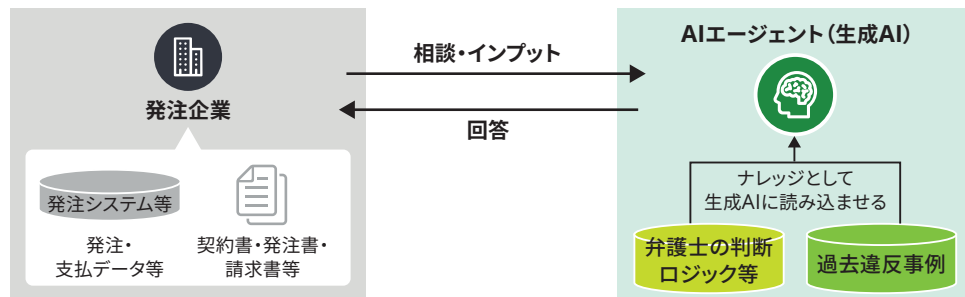 発注企業
発注システム等
発注・
支払データ等
契約書・発注書・
請求書等
相談・インプット
回答
AIエージェント(生成AI)
ナレッジとして
生成AIに読み込ませる
弁護士の判断
ロジック等
過去違反事例